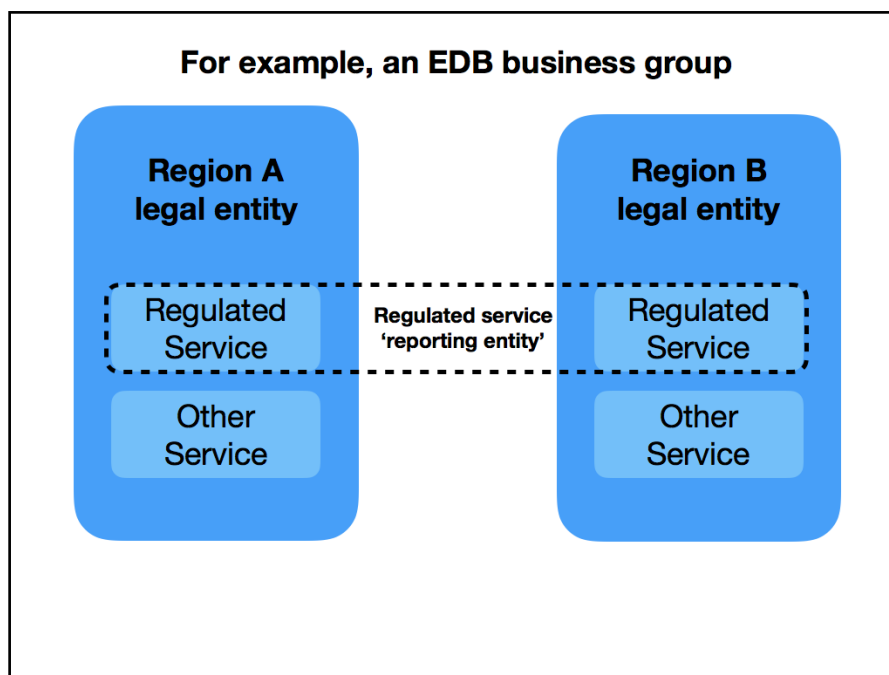 For example, an EDB business group
Region A
legal entity
Region B
legal entity
Regulated
Service
Regulated service
‘reporting entity’
Regulated
Service
Other
Service
Other
Service